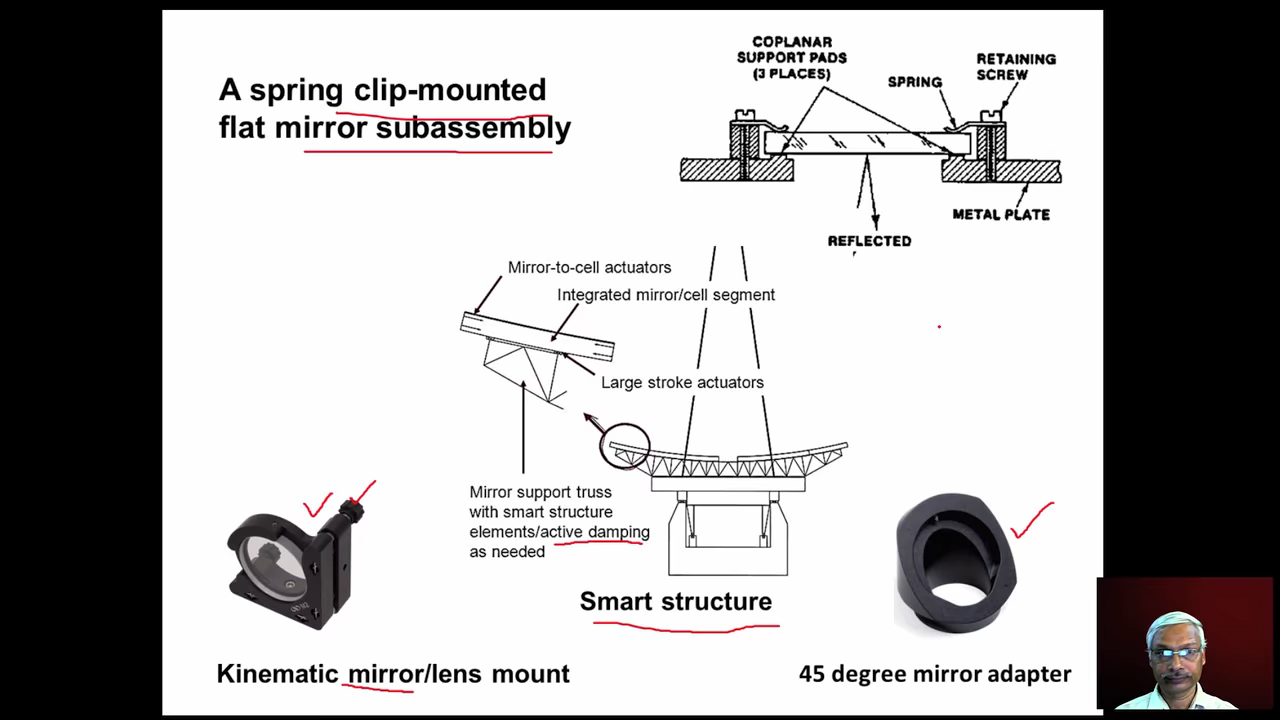 A spring clip-mounted
flat mirror subassembly
COPLANAR
SUPPORT PADS
(3 PLACES)
SPRING
RETAINING
SCREW
METAL PLATE
REFLECTED
Mirror-to-cell actuators
Integrated mirror/cell segment
Large stroke actuators
Mirror support truss
with smart structure
elements/active damping
as needed
Smart structure
Kinematic mirror/lens mount
45 degree mirror adapter